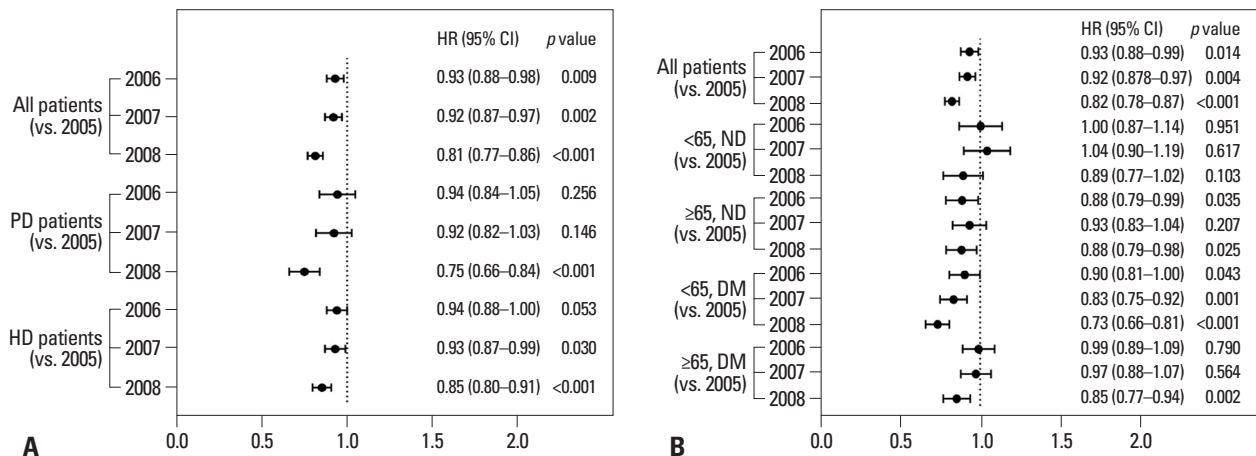 HR (95% CI) p value
2006 0.93 (0.88–0.98) 0.009
All patients (vs. 2005) 2007 0.92 (0.87–0.97) 0.002
2008 0.81 (0.77–0.86) <0.001
2006 0.94 (0.84–1.05) 0.256
PD patients (vs. 2005) 2007 0.92 (0.82–1.03) 0.146
2008 0.75 (0.66–0.84) <0.001
2006 0.94 (0.88–1.00) 0.053
HD patients (vs. 2005) 2007 0.93 (0.87–0.99) 0.030
2008 0.85 (0.80–0.91) <0.001
A
0.0 0.5 1.0 1.5 2.0
HR (95% CI) p value
2006 0.93 (0.88–0.99) 0.014
All patients (vs. 2005) 2007 0.92 (878–0.97) 0.004
2008 0.82 (0.78–0.87) <0.001
2006 1.00 (0.87–1.14) 0.951
<65, ND (vs. 2005) 2007 1.04 (0.90–1.19) 0.617
2008 0.89 (0.77–1.02) 0.103
2006 0.88 (0.79–0.99) 0.035
≥65, ND (vs. 2005) 2007 0.93 (0.83–1.04) 0.207
2008 0.88 (0.79–0.98) 0.025
2006 0.90 (0.81–1.00) 0.043
<65, DM (vs. 2005) 2007 0.83 (0.75–0.92) 0.001
2008 0.73 (0.66–0.81) <0.001
2006 0.99 (0.89–1.09) 0.790
≥65, DM (vs. 2005) 2007 0.97 (0.88–1.07) 0.564
2008 0.85 (0.77–0.94) 0.002
B
0.0 0.5 1.0 1.5 2.0